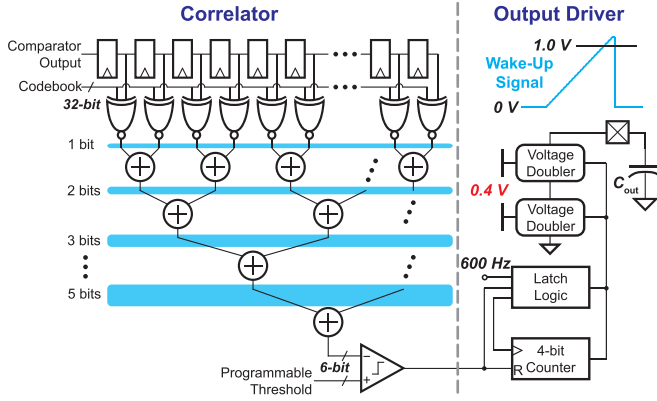 Correlator
Comparator
Output
Codebook
32-bit
1 bit
2 bits
3 bits
5 bits
6-bit
Programmable
Threshold
Output Driver
1.0 V
Wake-Up
Signal
0 V
Voltage
Doubler
Cout
0.4 V
Voltage
Doubler
600 Hz
Latch
Logic
4-bit
Counter
R